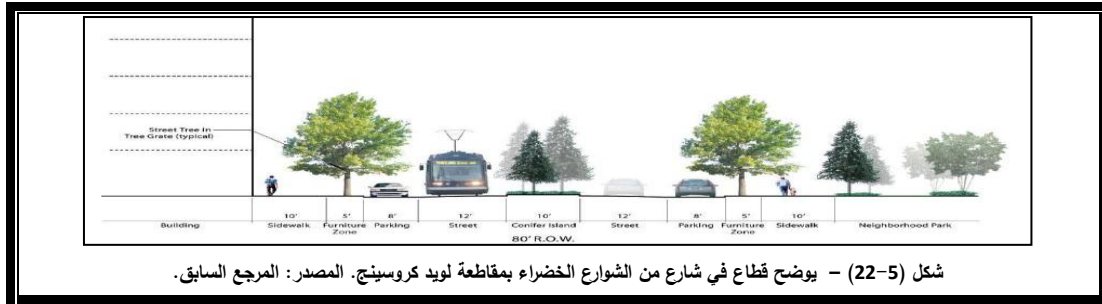 Street Tree In
Tree Grate (typical)
10' 5' 8' 12' 10' 12' 8' 5' 10'
Building Sidewalk Furniture Zone Parking Street Conifer Island Street Parking Furniture Zone Sidewalk Neighborhood Park
80' R.O.W.
شكل (5-22) – يوضح قطاع في شارع من الشوارع الخضراء بمقاطعة لويد كروسينج. المصدر: المرجع السابق.